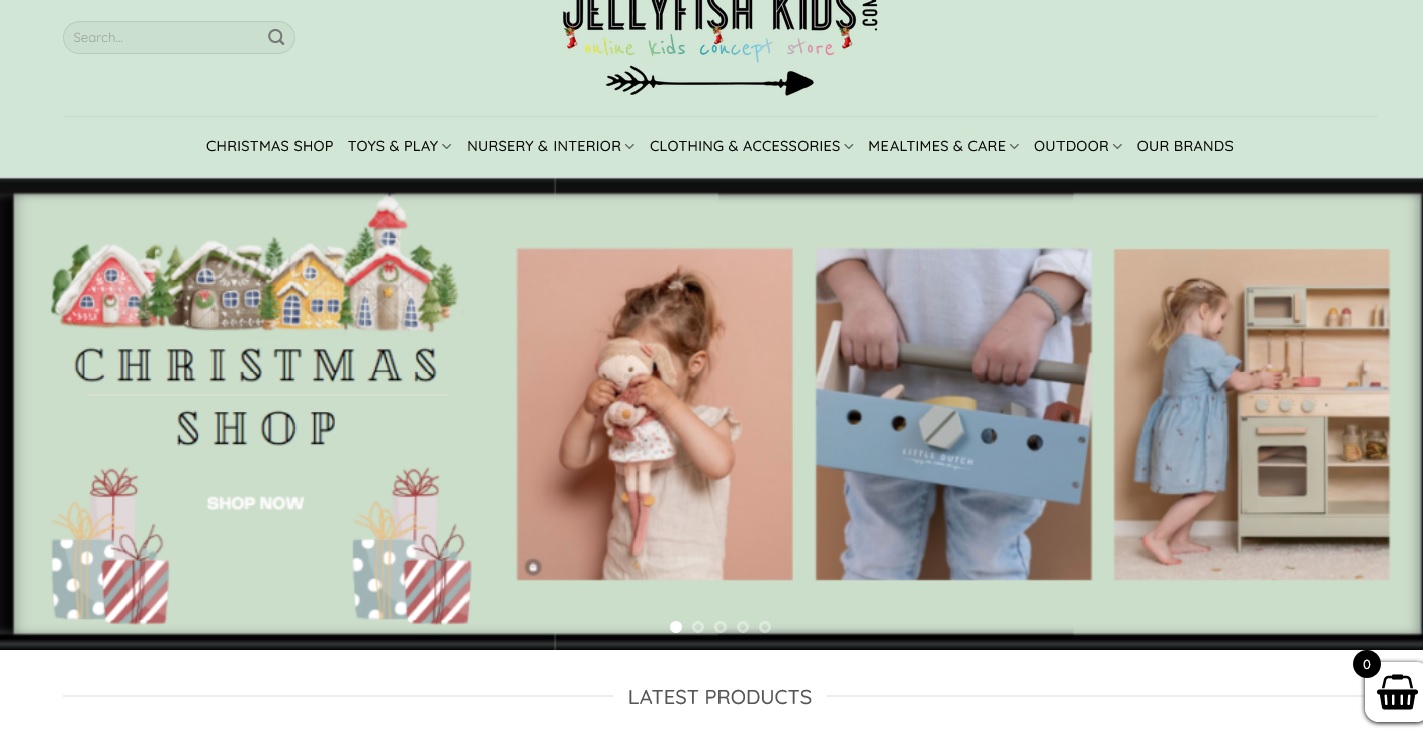 JELLYFISH KIDS
.COM
Search...
online kids concept store
CHRISTMAS SHOP TOYS & PLAY NURSERY & INTERIOR CLOTHING & ACCESSORIES MEALTIMES & CARE OUTDOOR OUR BRANDS
CHRISTMAS
SHOP
SHOP NOW
LITTLE DUTCH
0
LATEST PRODUCTS